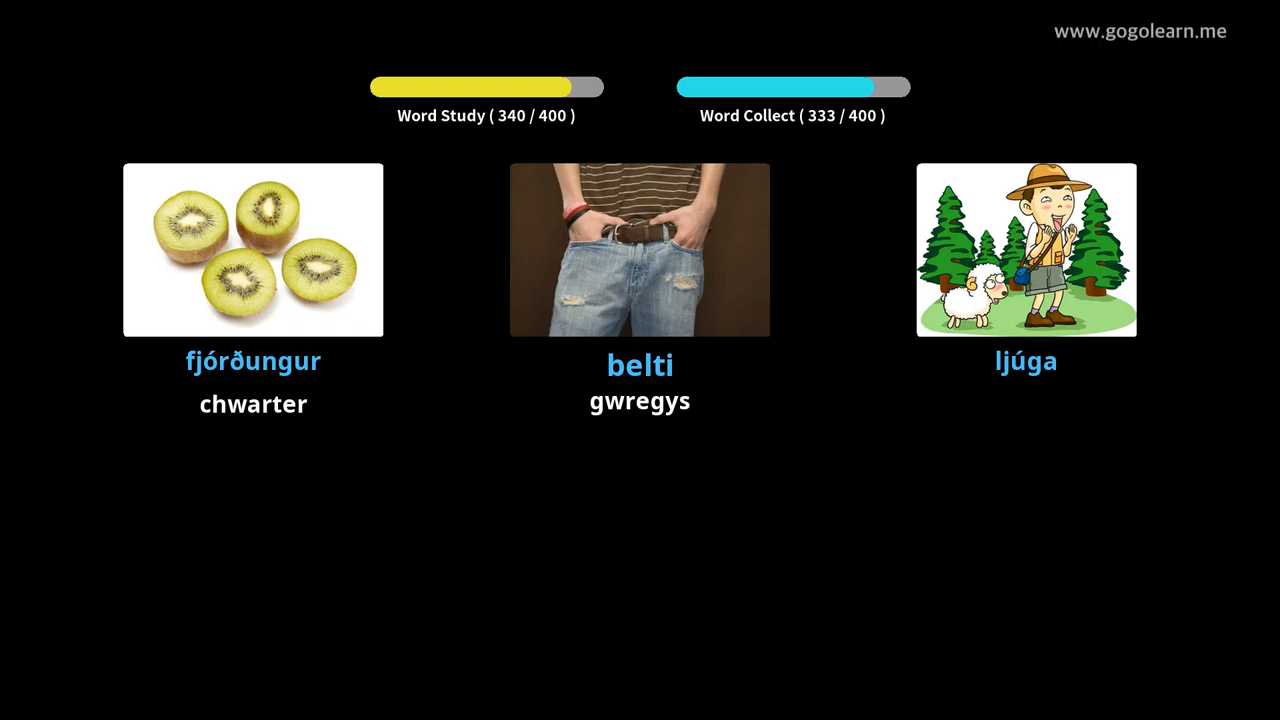 www.gogolearn.me
Word Study ( 340 / 400 )
Word Collect ( 333 / 400 )
fjórðungur
chwarter
belti
gwregys
ljúga